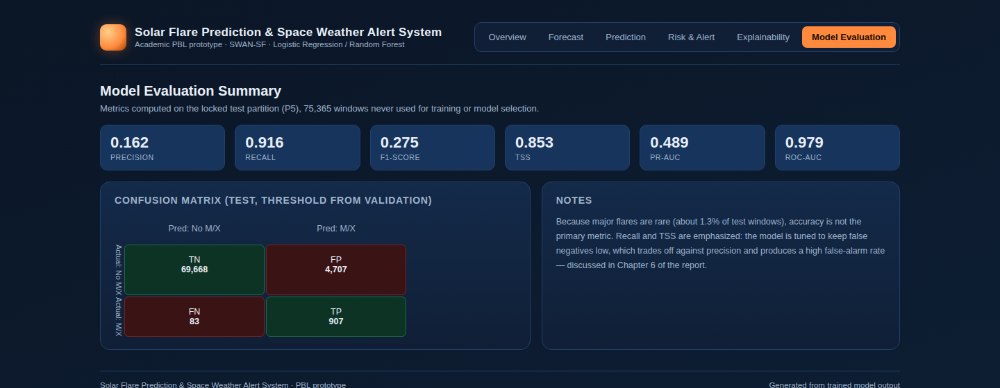 Solar Flare Prediction & Space Weather Alert System
Academic PBL prototype · SWAN-SF · Logistic Regression / Random Forest
Overview Forecast Prediction Risk & Alert Explainability Model Evaluation
Model Evaluation Summary
Metrics computed on the locked test partition (P5), 75,365 windows never used for training or model selection.
0.162
PRECISION
0.916
RECALL
0.275
F1-SCORE
0.853
TSS
0.489
PR-AUC
0.979
ROC-AUC
CONFUSION MATRIX (TEST, THRESHOLD FROM VALIDATION)
Pred: No M/X Pred: M/X
Actual: No M/X
TN
69,668
FP
4,707
Actual: M/X
FN
83
TP
907
NOTES
Because major flares are rare (about 1.3% of test windows), accuracy is not the
primary metric. Recall and TSS are emphasized: the model is tuned to keep false
negatives low, which trades off against precision and produces a high false-alarm rate
— discussed in Chapter 6 of the report.
Solar Flare Prediction & Space Weather Alert System · PBL prototype
Generated from trained model output